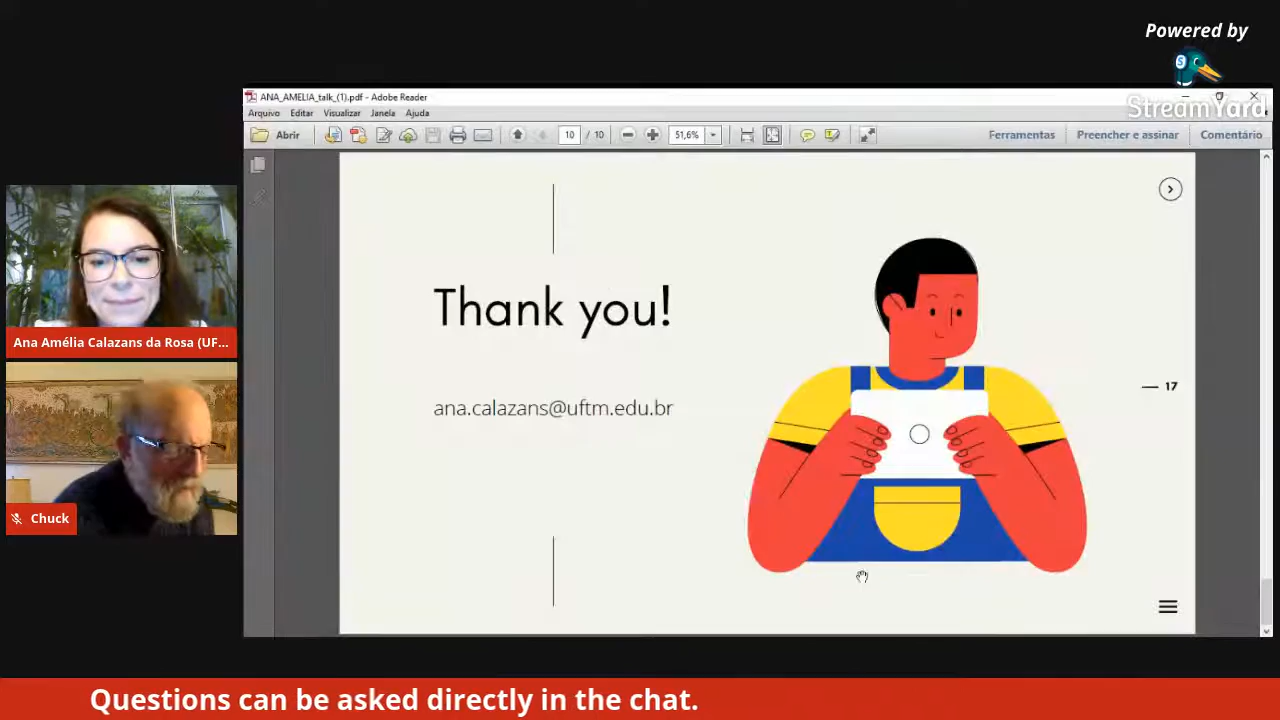 Powered by
StreamYard
ANA_AMELIA_talk_(1).pdf - Adobe Reader
Arquivo Editar Visualizar Janela Ajuda
Abrir 10 / 10 51,6% Ferramentas Preencher e assinar Comentário
Thank you!
ana.calazans@uftm.edu.br
17
Ana Amélia Calazans da Rosa (UF...
Chuck
Questions can be asked directly in the chat.